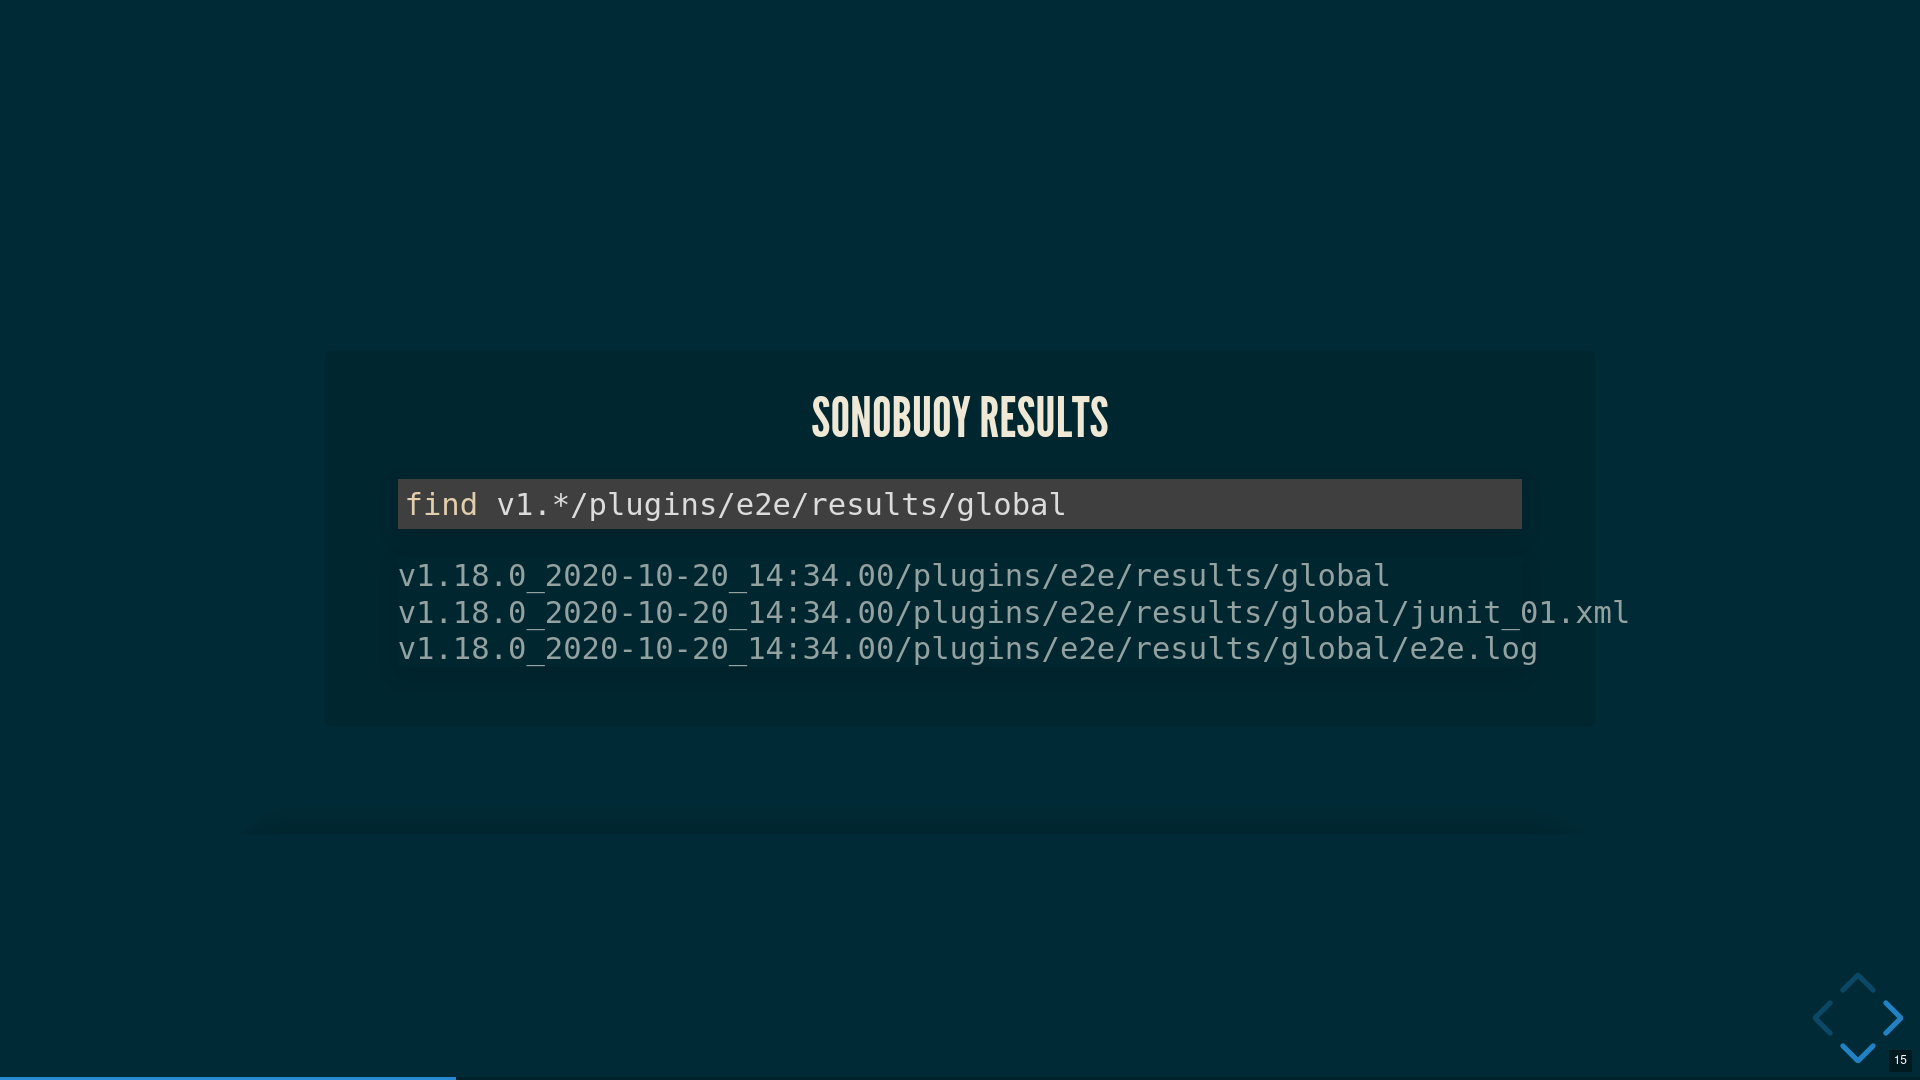 SONOBUOY RESULTS
find v1.*/plugins/e2e/results/global
v1.18.0_2020-10-20_14:34.00/plugins/e2e/results/global
v1.18.0_2020-10-20_14:34.00/plugins/e2e/results/global/junit_01.xml
v1.18.0_2020-10-20_14:34.00/plugins/e2e/results/global/e2e.log
15